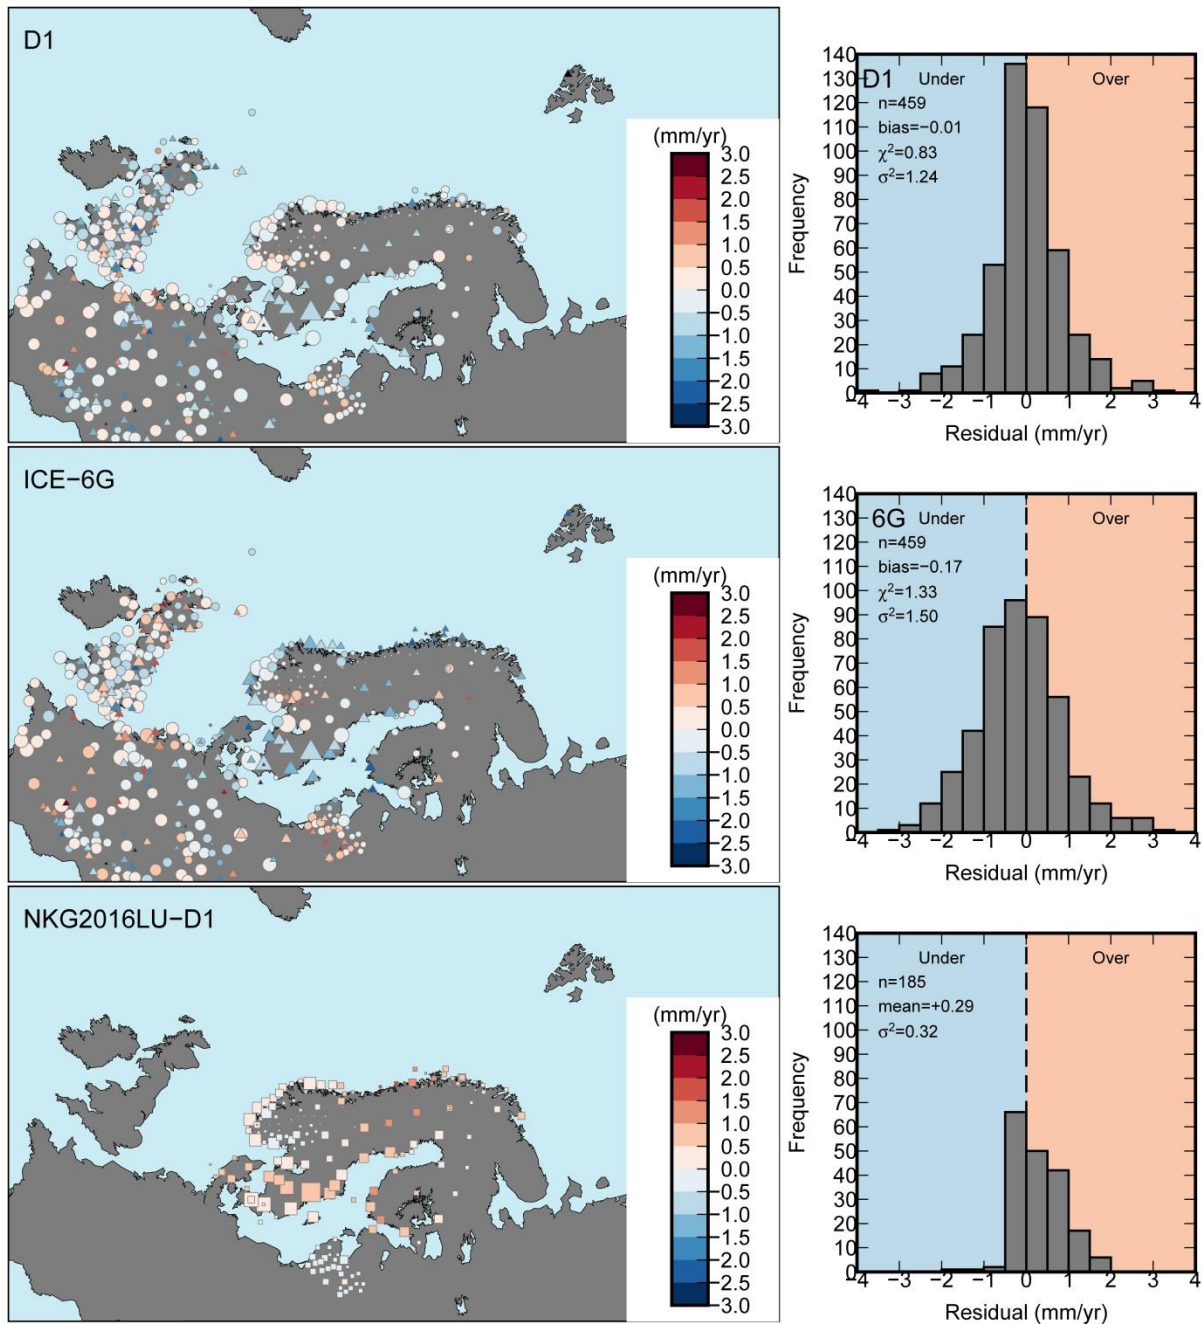 D1
(mm/yr)
3.0
2.5
2.0
1.5
1.0
0.5
0.0
−0.5
−1.0
−1.5
−2.0
−2.5
−3.0
140
130
120
110
100
90
80
70
60
50
40
30
20
10
0
Frequency
D1 Under Over
n=459
bias=−0.01
χ²=0.83
σ²=1.24
−4 −3 −2 −1 0 1 2 3 4
Residual (mm/yr)
ICE−6G
(mm/yr)
3.0
2.5
2.0
1.5
1.0
0.5
0.0
−0.5
−1.0
−1.5
−2.0
−2.5
−3.0
140
130
120
110
100
90
80
70
60
50
40
30
20
10
0
Frequency
6G Under Over
n=459
bias=−0.17
χ²=1.33
σ²=1.50
−4 −3 −2 −1 0 1 2 3 4
Residual (mm/yr)
NKG2016LU−D1
(mm/yr)
3.0
2.5
2.0
1.5
1.0
0.5
0.0
−0.5
−1.0
−1.5
−2.0
−2.5
−3.0
140
130
120
110
100
90
80
70
60
50
40
30
20
10
0
Frequency
Under Over
n=185
mean=+0.29
σ²=0.32
−4 −3 −2 −1 0 1 2 3 4
Residual (mm/yr)